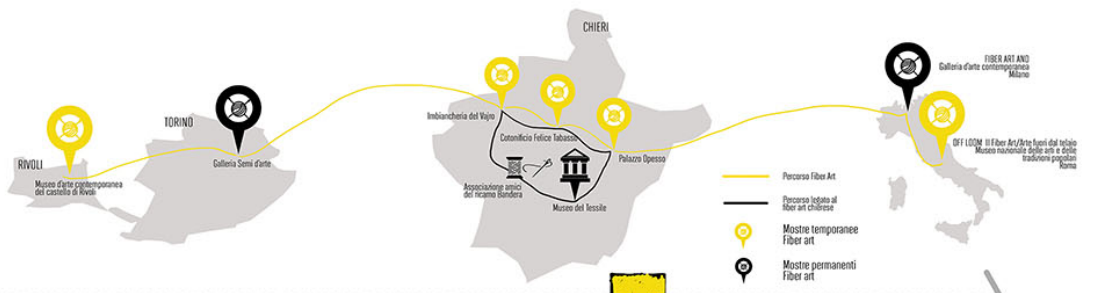 RIVOLI
Museo d'arte contemporanea
del castello di Rivoli
TORINO
Galleria Semi d'arte
CHIERI
Imbiancheria del Vajro
Cotonificio Felice Tabasso
Palazzo Opesso
Associazione amici
del ricamo Bandera
Museo del Tessile
FIBER ART AND
Galleria d'arte contemporanea
Milano
OFF LOOM II Fiber Art/Arte fuori dal telaio
Museo nazionale delle arti e delle
tradizioni popolari
Roma
Percorso Fiber Art
Percorso legato al
fiber art chierese
Mostre temporanee
Fiber art
Mostre permanenti
Fiber art